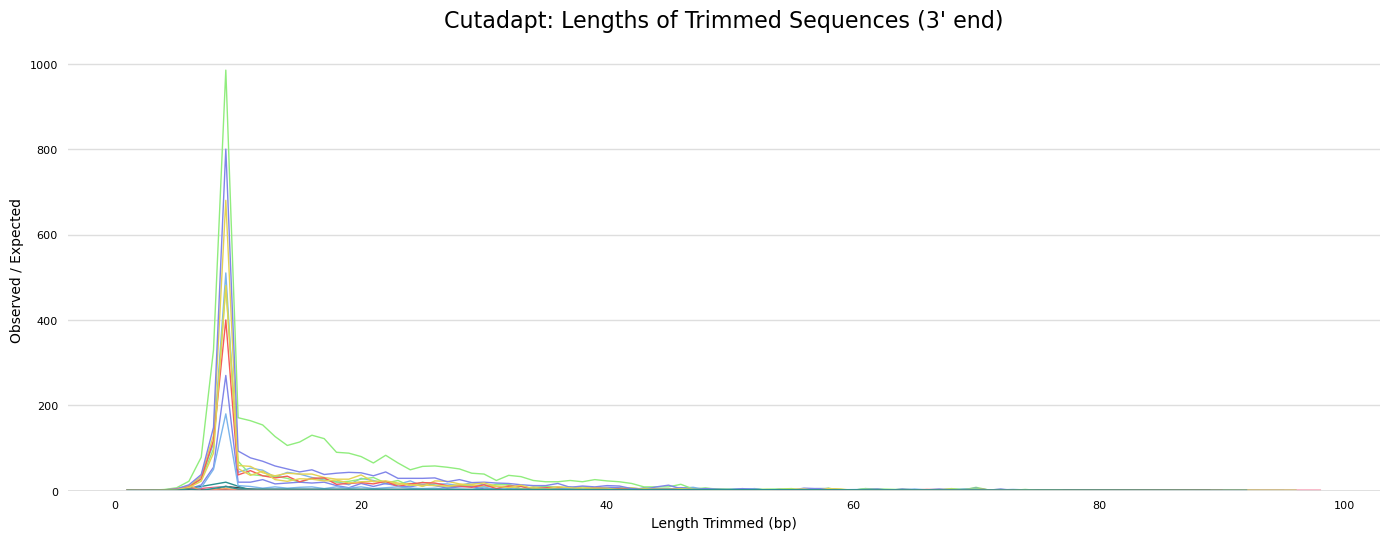 Cutadapt: Lengths of Trimmed Sequences (3' end)
Observed / Expected
1000
800
600
400
200
0
0 20 40 60 80 100
Length Trimmed (bp)